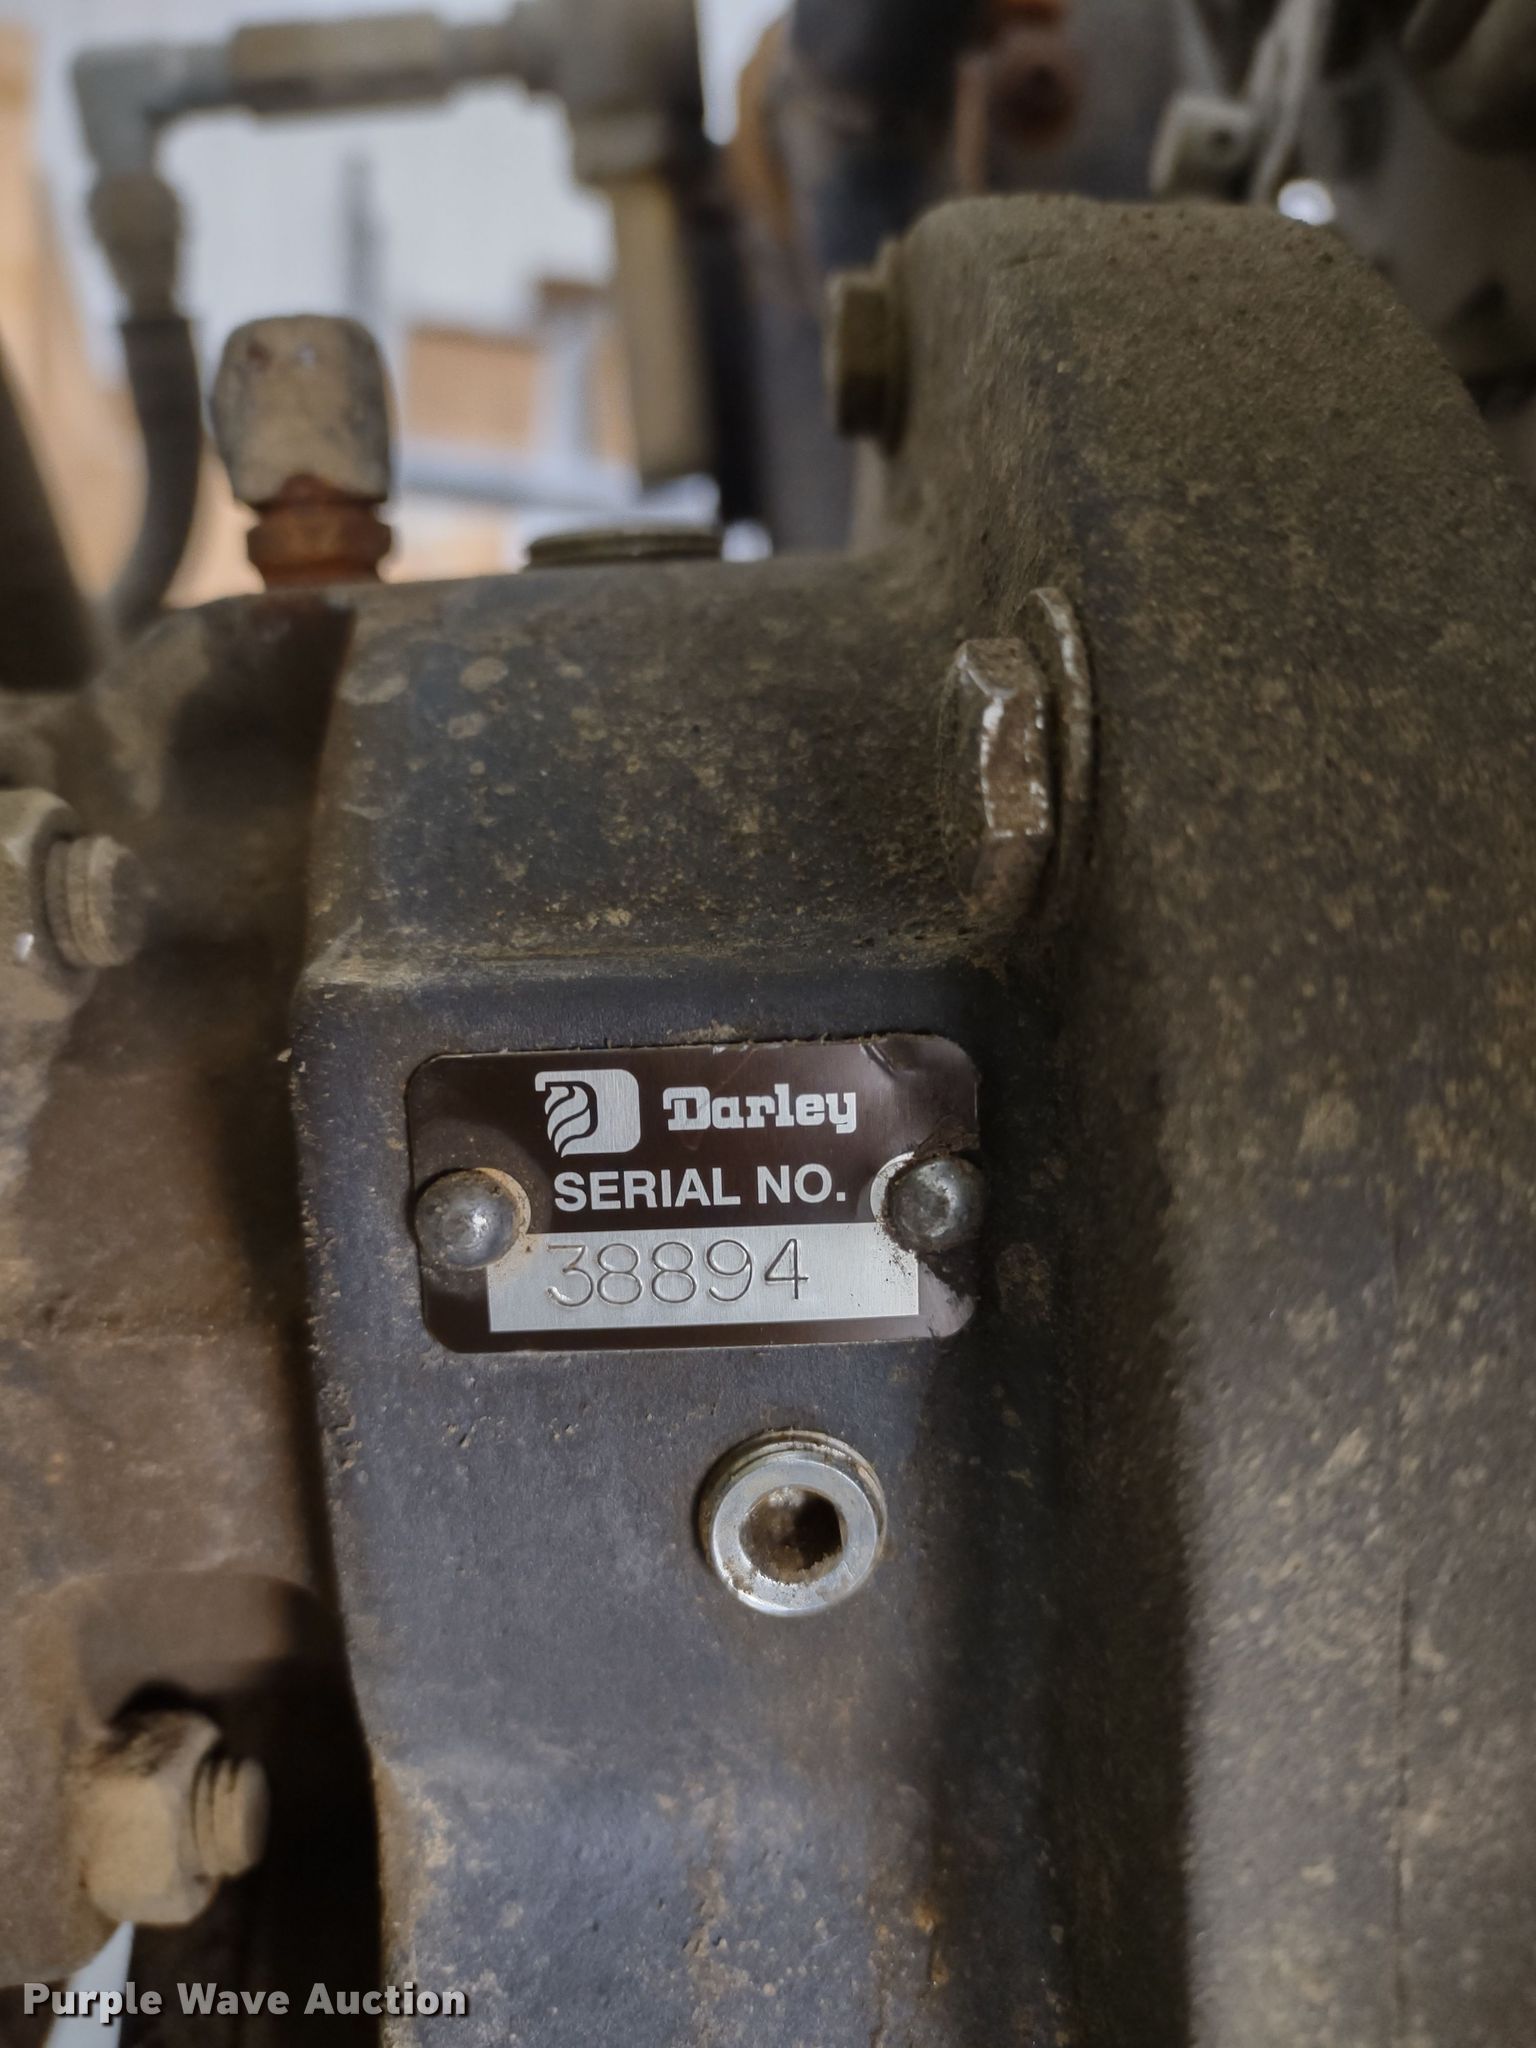 Darley
SERIAL NO.
38894
Purple Wave Auction